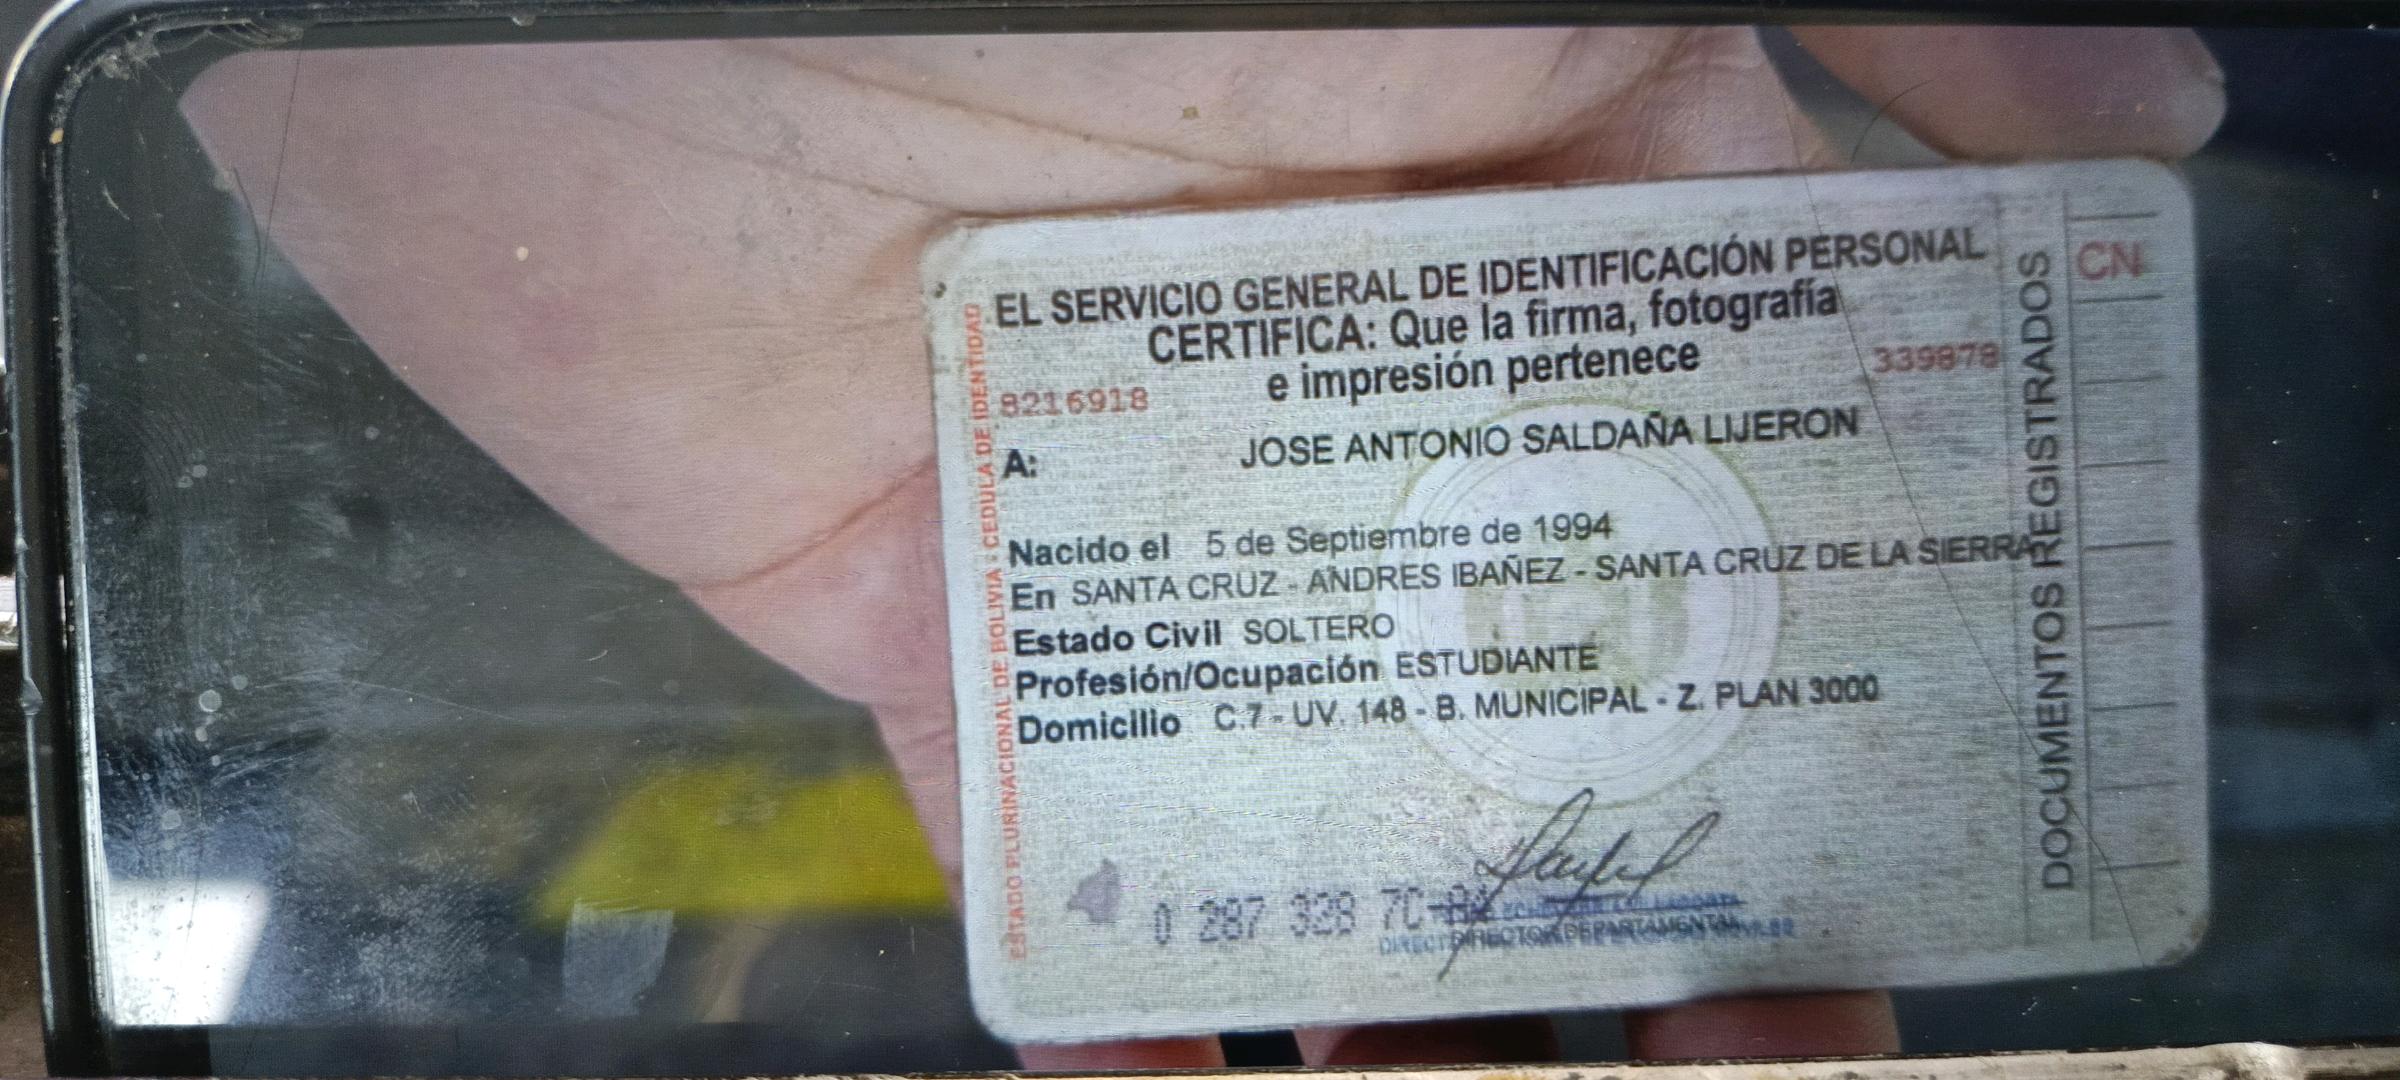 EL SERVICIO GENERAL DE IDENTIFICACIÓN PERSONAL
CERTIFICA: Que la firma, fotografía
e impresión pertenece
8216918
339878
A: JOSE ANTONIO SALDAÑA LIJERON
Nacido el 5 de Septiembre de 1994
En SANTA CRUZ - ANDRES IBAÑEZ - SANTA CRUZ DE LA SIERRA
Estado Civil SOLTERO
Profesión/Ocupación ESTUDIANTE
Domicilio C.7 - UV. 148 - B. MUNICIPAL - Z. PLAN 3000
0 287 328 7C
DIRECTOR DEPARTAMENTAL
ESTADO PLURINACIONAL DE BOLIVIA - CEDULA DE IDENTIDAD
DOCUMENTOS REGISTRADOS
CN